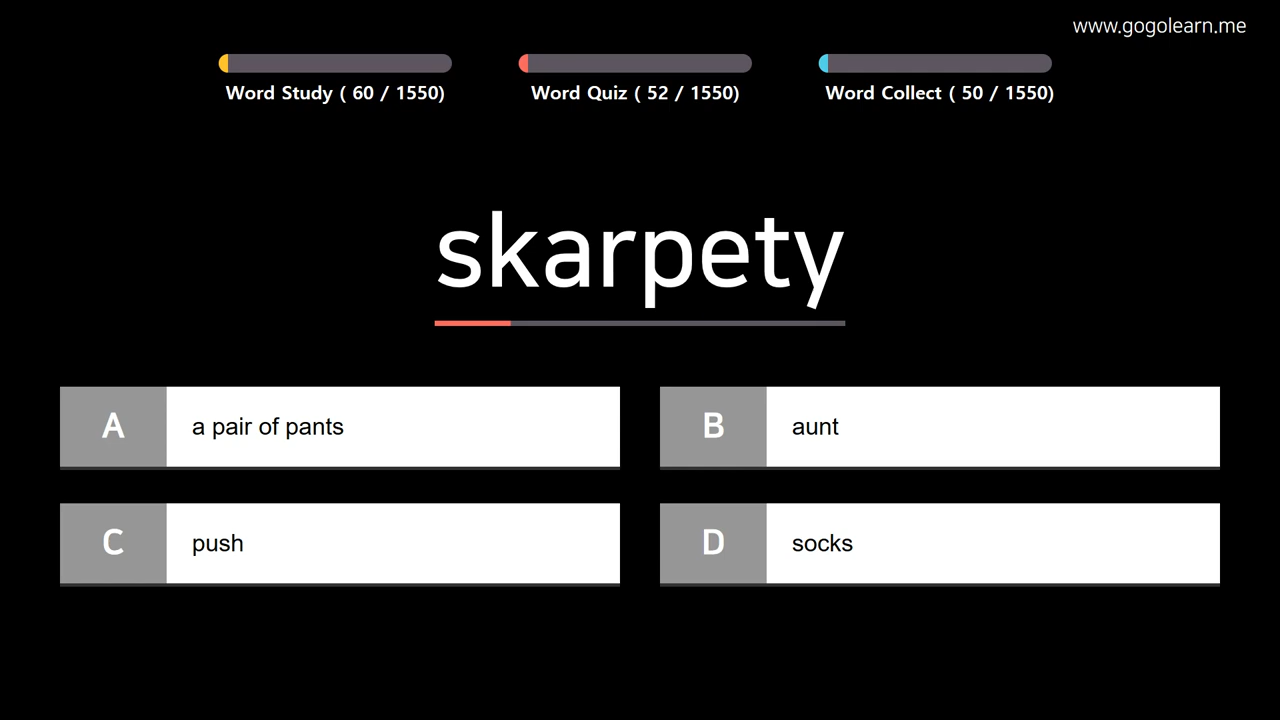 www.gogolearn.me
Word Study ( 60 / 1550)
Word Quiz ( 52 / 1550)
Word Collect ( 50 / 1550)
skarpety
A
a pair of pants
B
aunt
C
push
D
socks